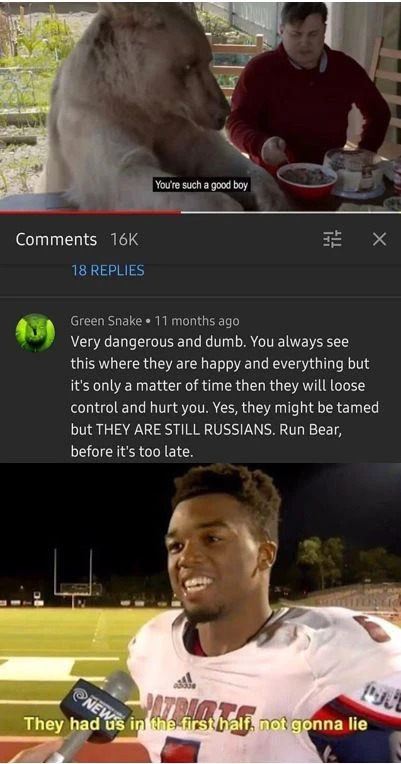 You're such a good boy
Comments 16K
18 REPLIES
Green Snake • 11 months ago
Very dangerous and dumb. You always see
this where they are happy and everything but
it's only a matter of time then they will loose
control and hurt you. Yes, they might be tamed
but THEY ARE STILL RUSSIANS. Run Bear,
before it's too late.
adidas
PATRIOTS
NEWS
They had us in the first half, not gonna lie